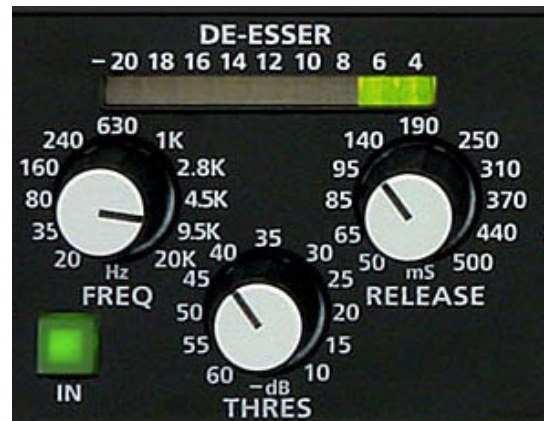 DE-ESSER
-20 18 16 14 12 10 8 6 4
630
240 1K
160 2.8K
80 4.5K
35 9.5K
20 Hz 20K
FREQ
190
140 250
95 310
85 370
65 440
50 mS 500
RELEASE
35
40 30
45 25
50 20
55 15
60 -dB 10
THRES
IN